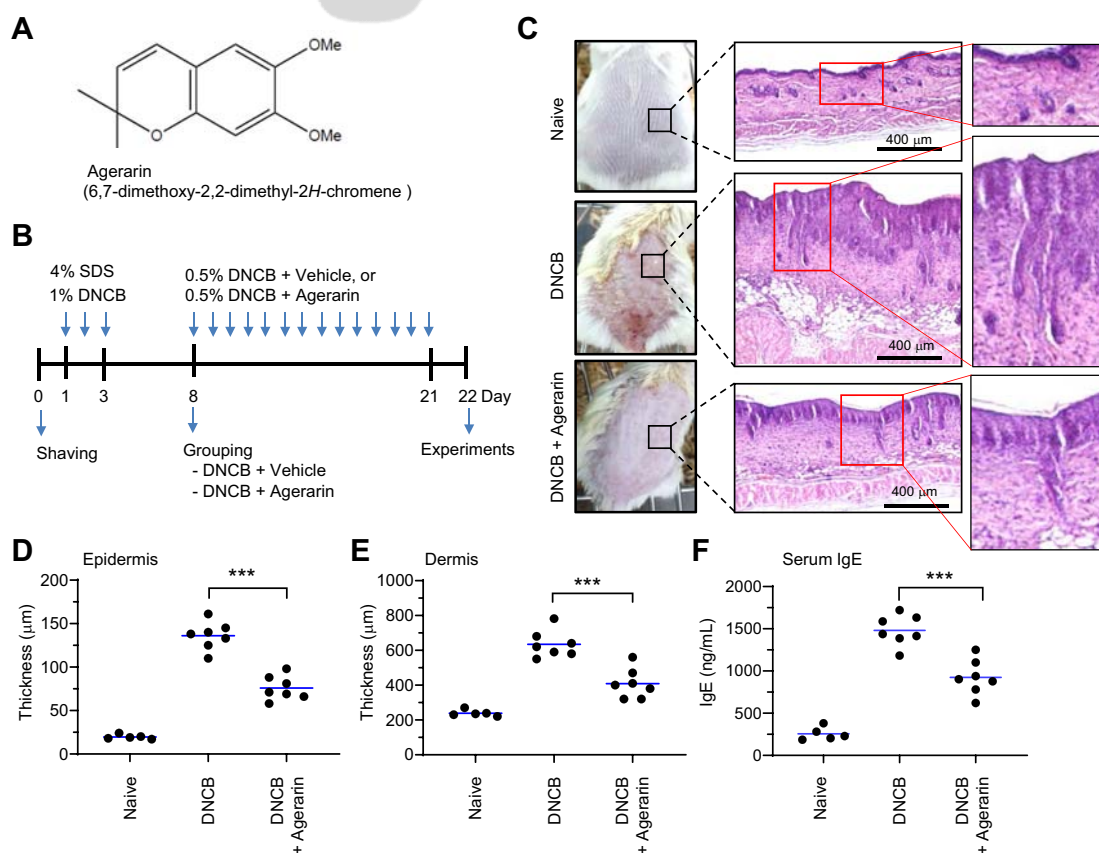 A
OMe
OMe
O
Agerarin
(6,7-dimethoxy-2,2-dimethyl-2H-chromene )
B
4% SDS
1% DNCB
0.5% DNCB + Vehicle, or
0.5% DNCB + Agerarin
0 1 3 8 21 22 Day
Shaving
Grouping
- DNCB + Vehicle
- DNCB + Agerarin
Experiments
C
Naive
400 μm
DNCB
400 μm
DNCB + Agerarin
400 μm
D
Epidermis
***
Thickness (μm)
200
150
100
50
0
Naive
DNCB
DNCB
+ Agerarin
E
Dermis
***
Thickness (μm)
1000
800
600
400
200
0
Naive
DNCB
DNCB
+ Agerarin
F
Serum IgE
***
IgE (ng/mL)
2000
1500
1000
500
0
Naive
DNCB
DNCB
+ Agerarin